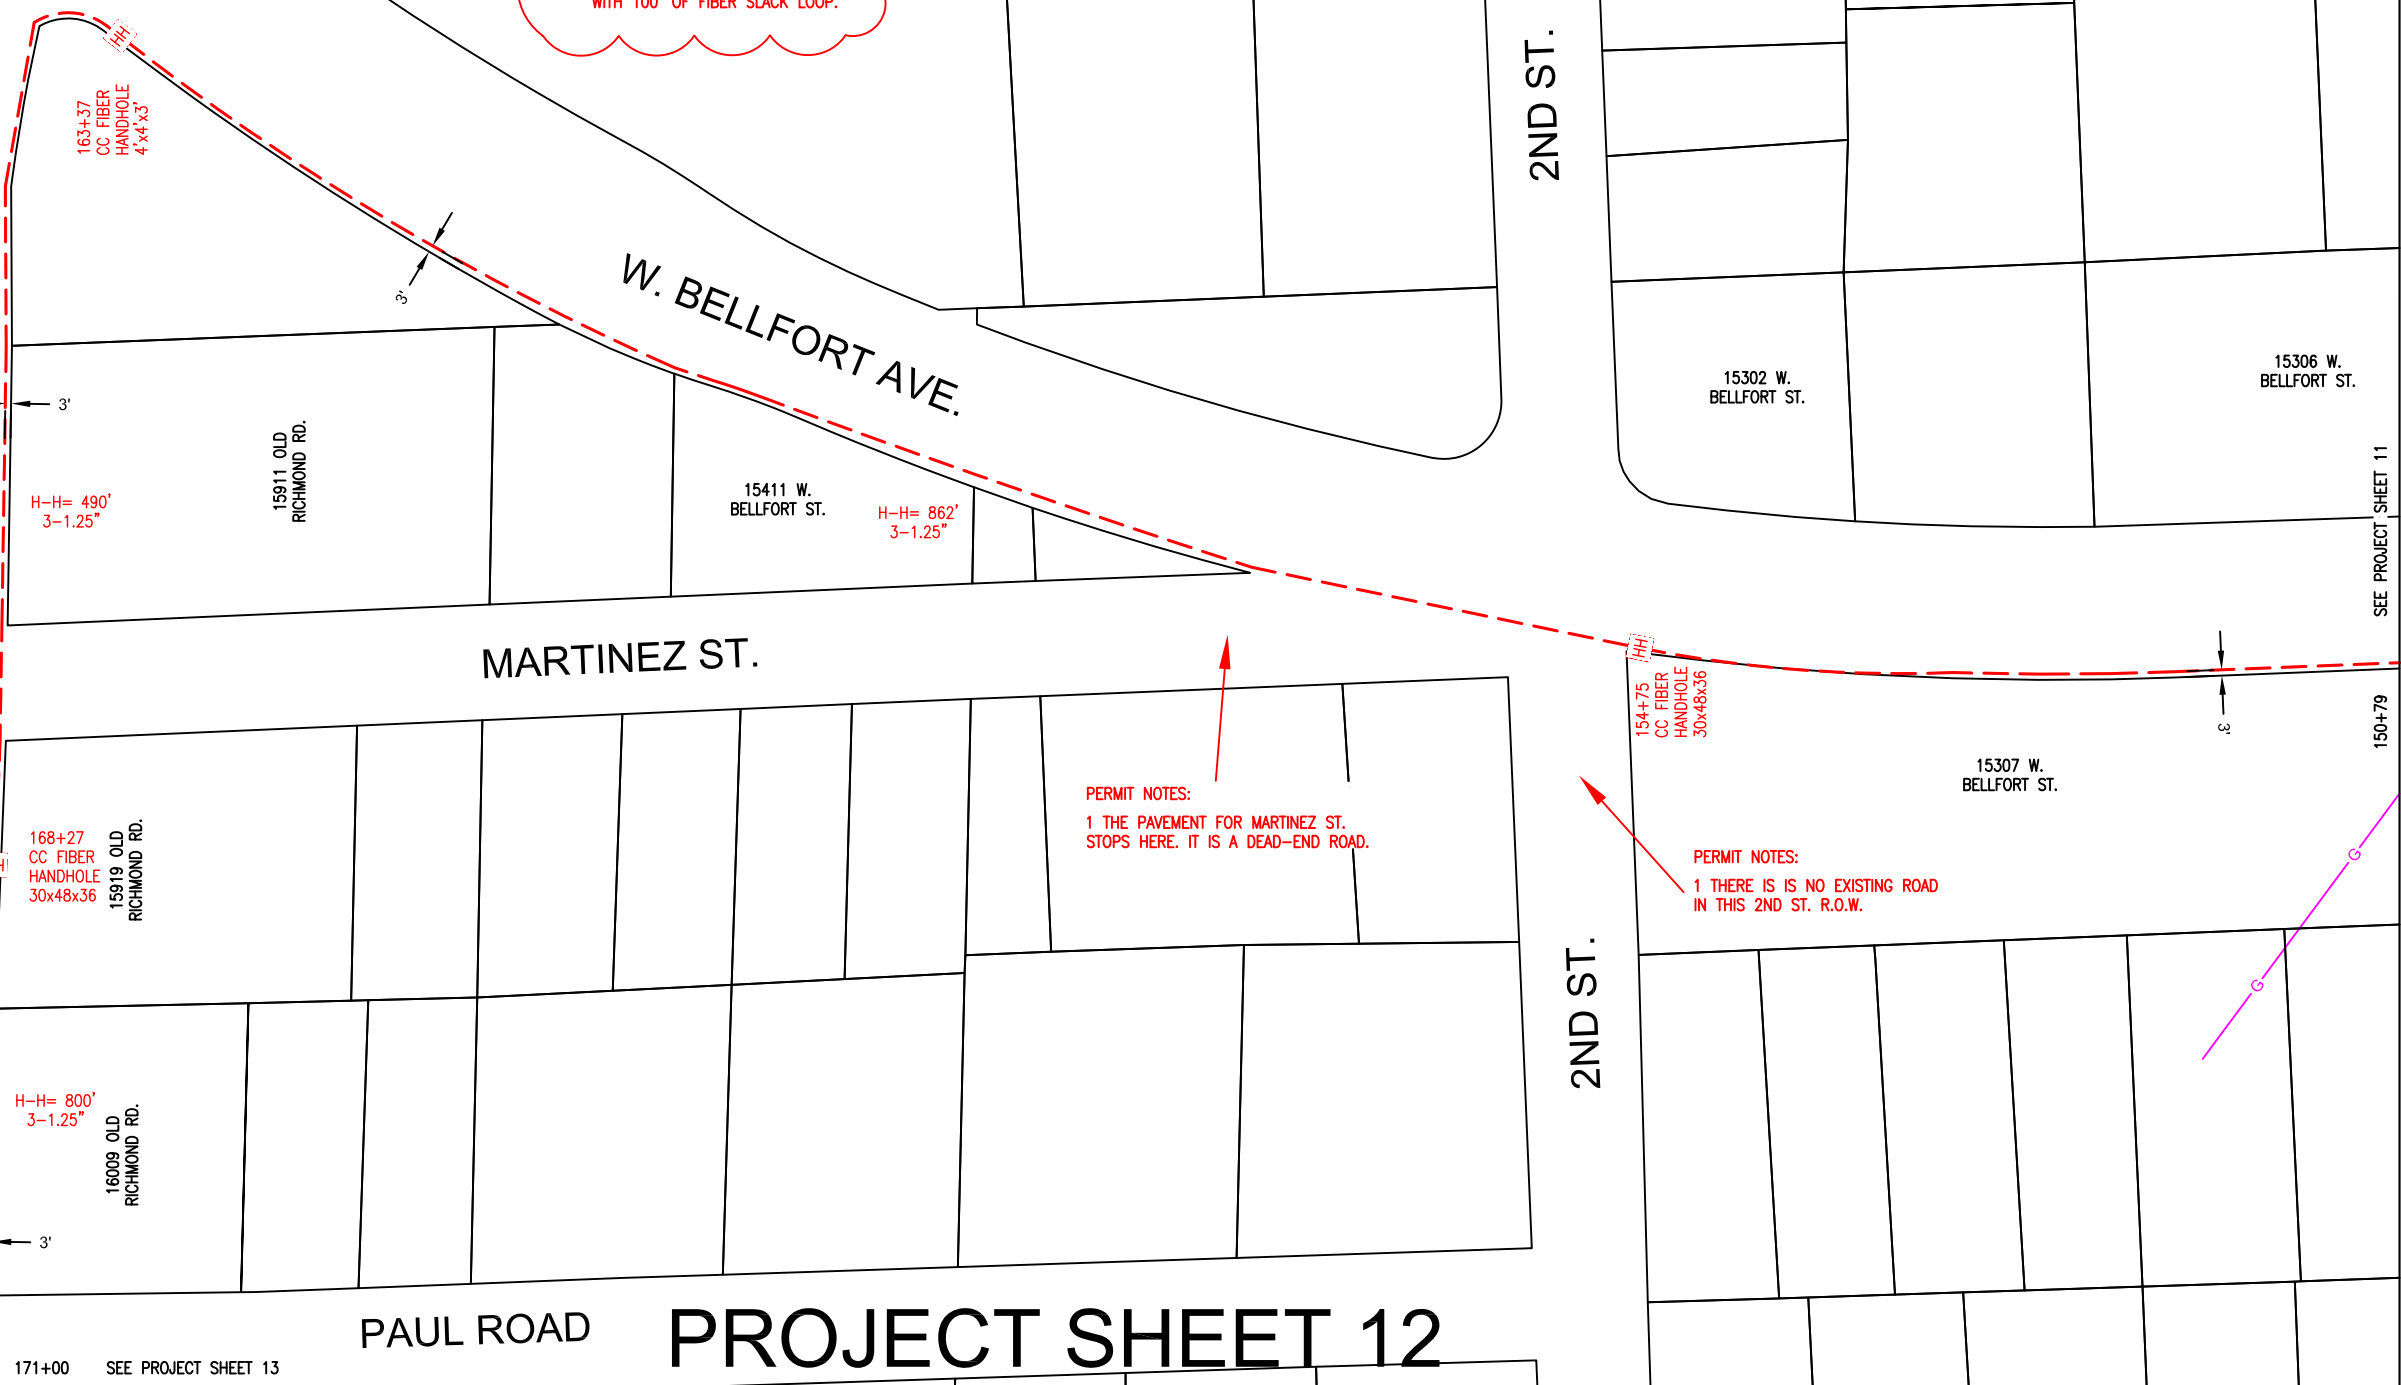 WITH 100' OF FIBER SLACK LOOP.
2ND ST.
HH
163+37
CC FIBER
HANDHOLE
4'x4'x3'
3'
W. BELLFORT AVE.
15302 W.
BELLFORT ST.
15306 W.
BELLFORT ST.
3'
15911 OLD
RICHMOND RD.
H-H= 490'
3-1.25"
15411 W.
BELLFORT ST.
H-H= 862'
3-1.25"
SEE PROJECT SHEET 11
MARTINEZ ST.
HH
154+75
CC FIBER
HANDHOLE
30x48x36
3'
150+79
15307 W.
BELLFORT ST.
PERMIT NOTES:
1 THE PAVEMENT FOR MARTINEZ ST.
STOPS HERE. IT IS A DEAD-END ROAD.
168+27
CC FIBER
HANDHOLE
30x48x36
15919 OLD
RICHMOND RD.
PERMIT NOTES:
1 THERE IS IS NO EXISTING ROAD
IN THIS 2ND ST. R.O.W.
G
G
2ND ST.
H-H= 800'
3-1.25"
16009 OLD
RICHMOND RD.
3'
PAUL ROAD
PROJECT SHEET 12
171+00 SEE PROJECT SHEET 13